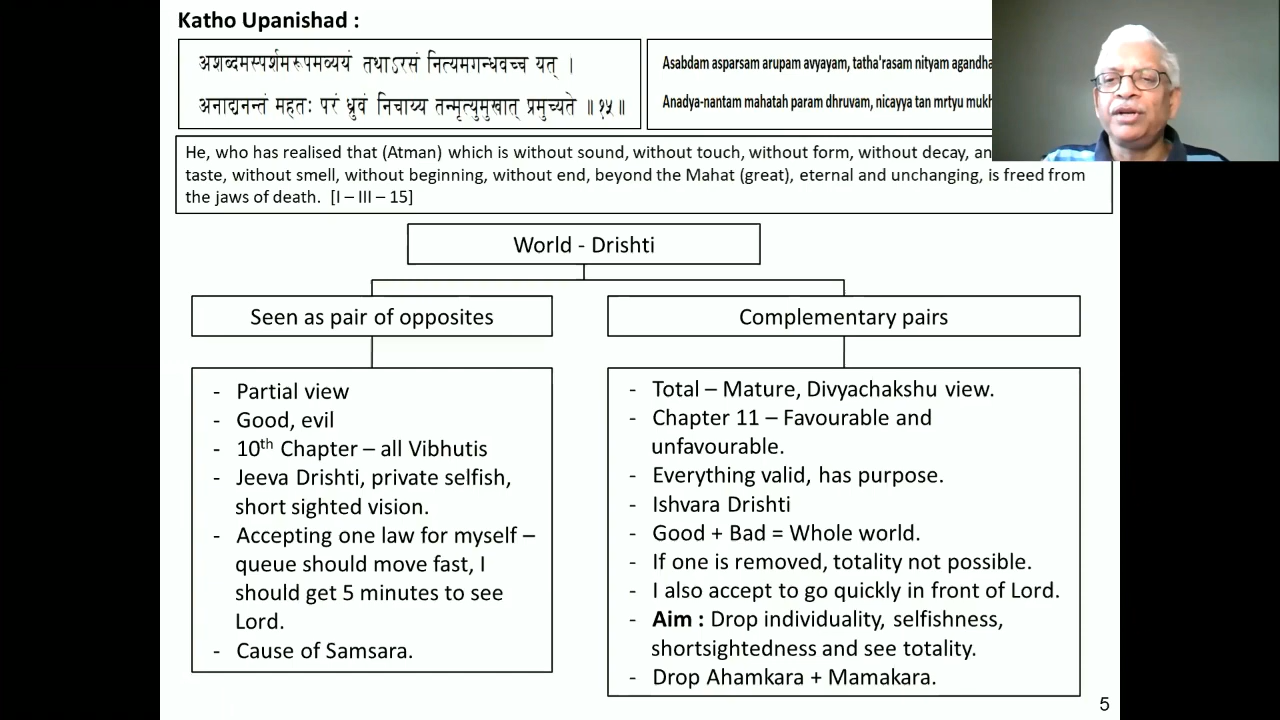 Katho Upanishad :
अशब्दमस्पर्शमरूपमव्ययं तथाऽरसं नित्यमगन्धवच्च यत् ।
अनाद्यनन्तं महतः परं ध्रुवं निचाय्य तन्मृत्युमुखात् प्रमुच्यते ॥ १५ ॥
Asabdam asparsam arupam avyayam, tatha'rasam nityam agandha
Anadya-nantam mahatah param dhruvam, nicayya tan mrtyu mukh
He, who has realised that (Atman) which is without sound, without touch, without form, without decay, an
taste, without smell, without beginning, without end, beyond the Mahat (great), eternal and unchanging, is freed from
the jaws of death. [I – III – 15]
World - Drishti
Seen as pair of opposites
- Partial view
- Good, evil
- 10th Chapter – all Vibhutis
- Jeeva Drishti, private selfish,
short sighted vision.
- Accepting one law for myself –
queue should move fast, I
should get 5 minutes to see
Lord.
- Cause of Samsara.
Complementary pairs
- Total – Mature, Divyachakshu view.
- Chapter 11 – Favourable and
unfavourable.
- Everything valid, has purpose.
- Ishvara Drishti
- Good + Bad = Whole world.
- If one is removed, totality not possible.
- I also accept to go quickly in front of Lord.
- Aim : Drop individuality, selfishness,
shortsightedness and see totality.
- Drop Ahamkara + Mamakara.
5